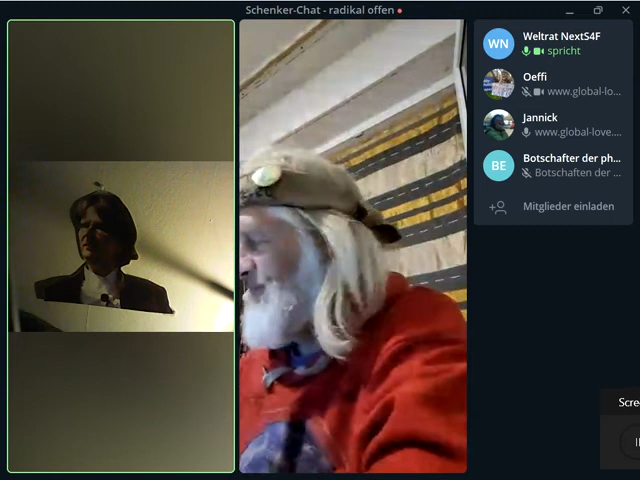 Schenker-Chat - radikal offen
WN
Weltrat NextS4F
spricht
Oeffi
www.global-lo...
Jannick
www.global-love....
BE
Botschafter der ph...
Botschaften der ...
Mitglieder einladen
Scre